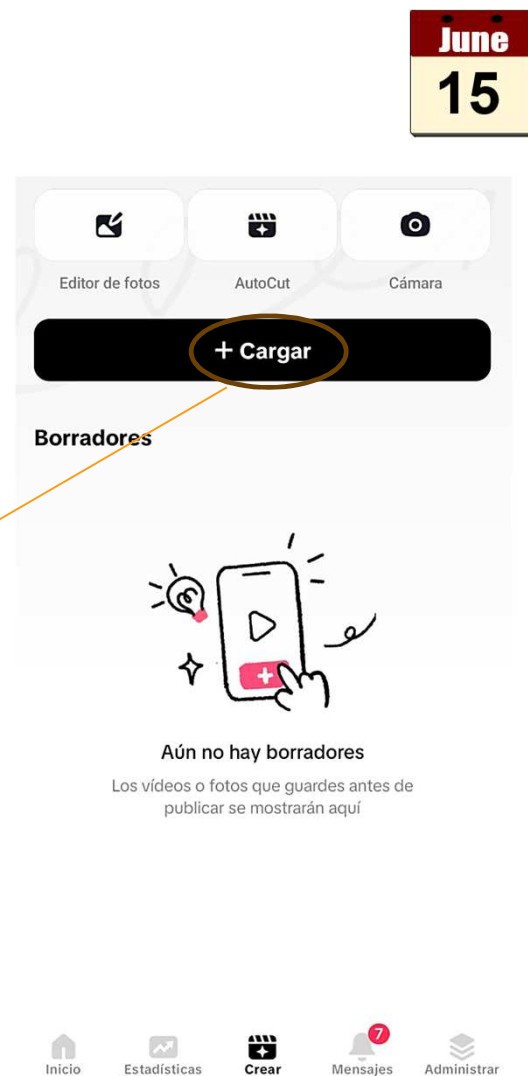 June
15
Editor de fotos AutoCut Cámara
+ Cargar
Borradores
Aún no hay borradores
Los vídeos o fotos que guardes antes de
publicar se mostrarán aquí
7
Inicio Estadísticas Crear Mensajes Administrar